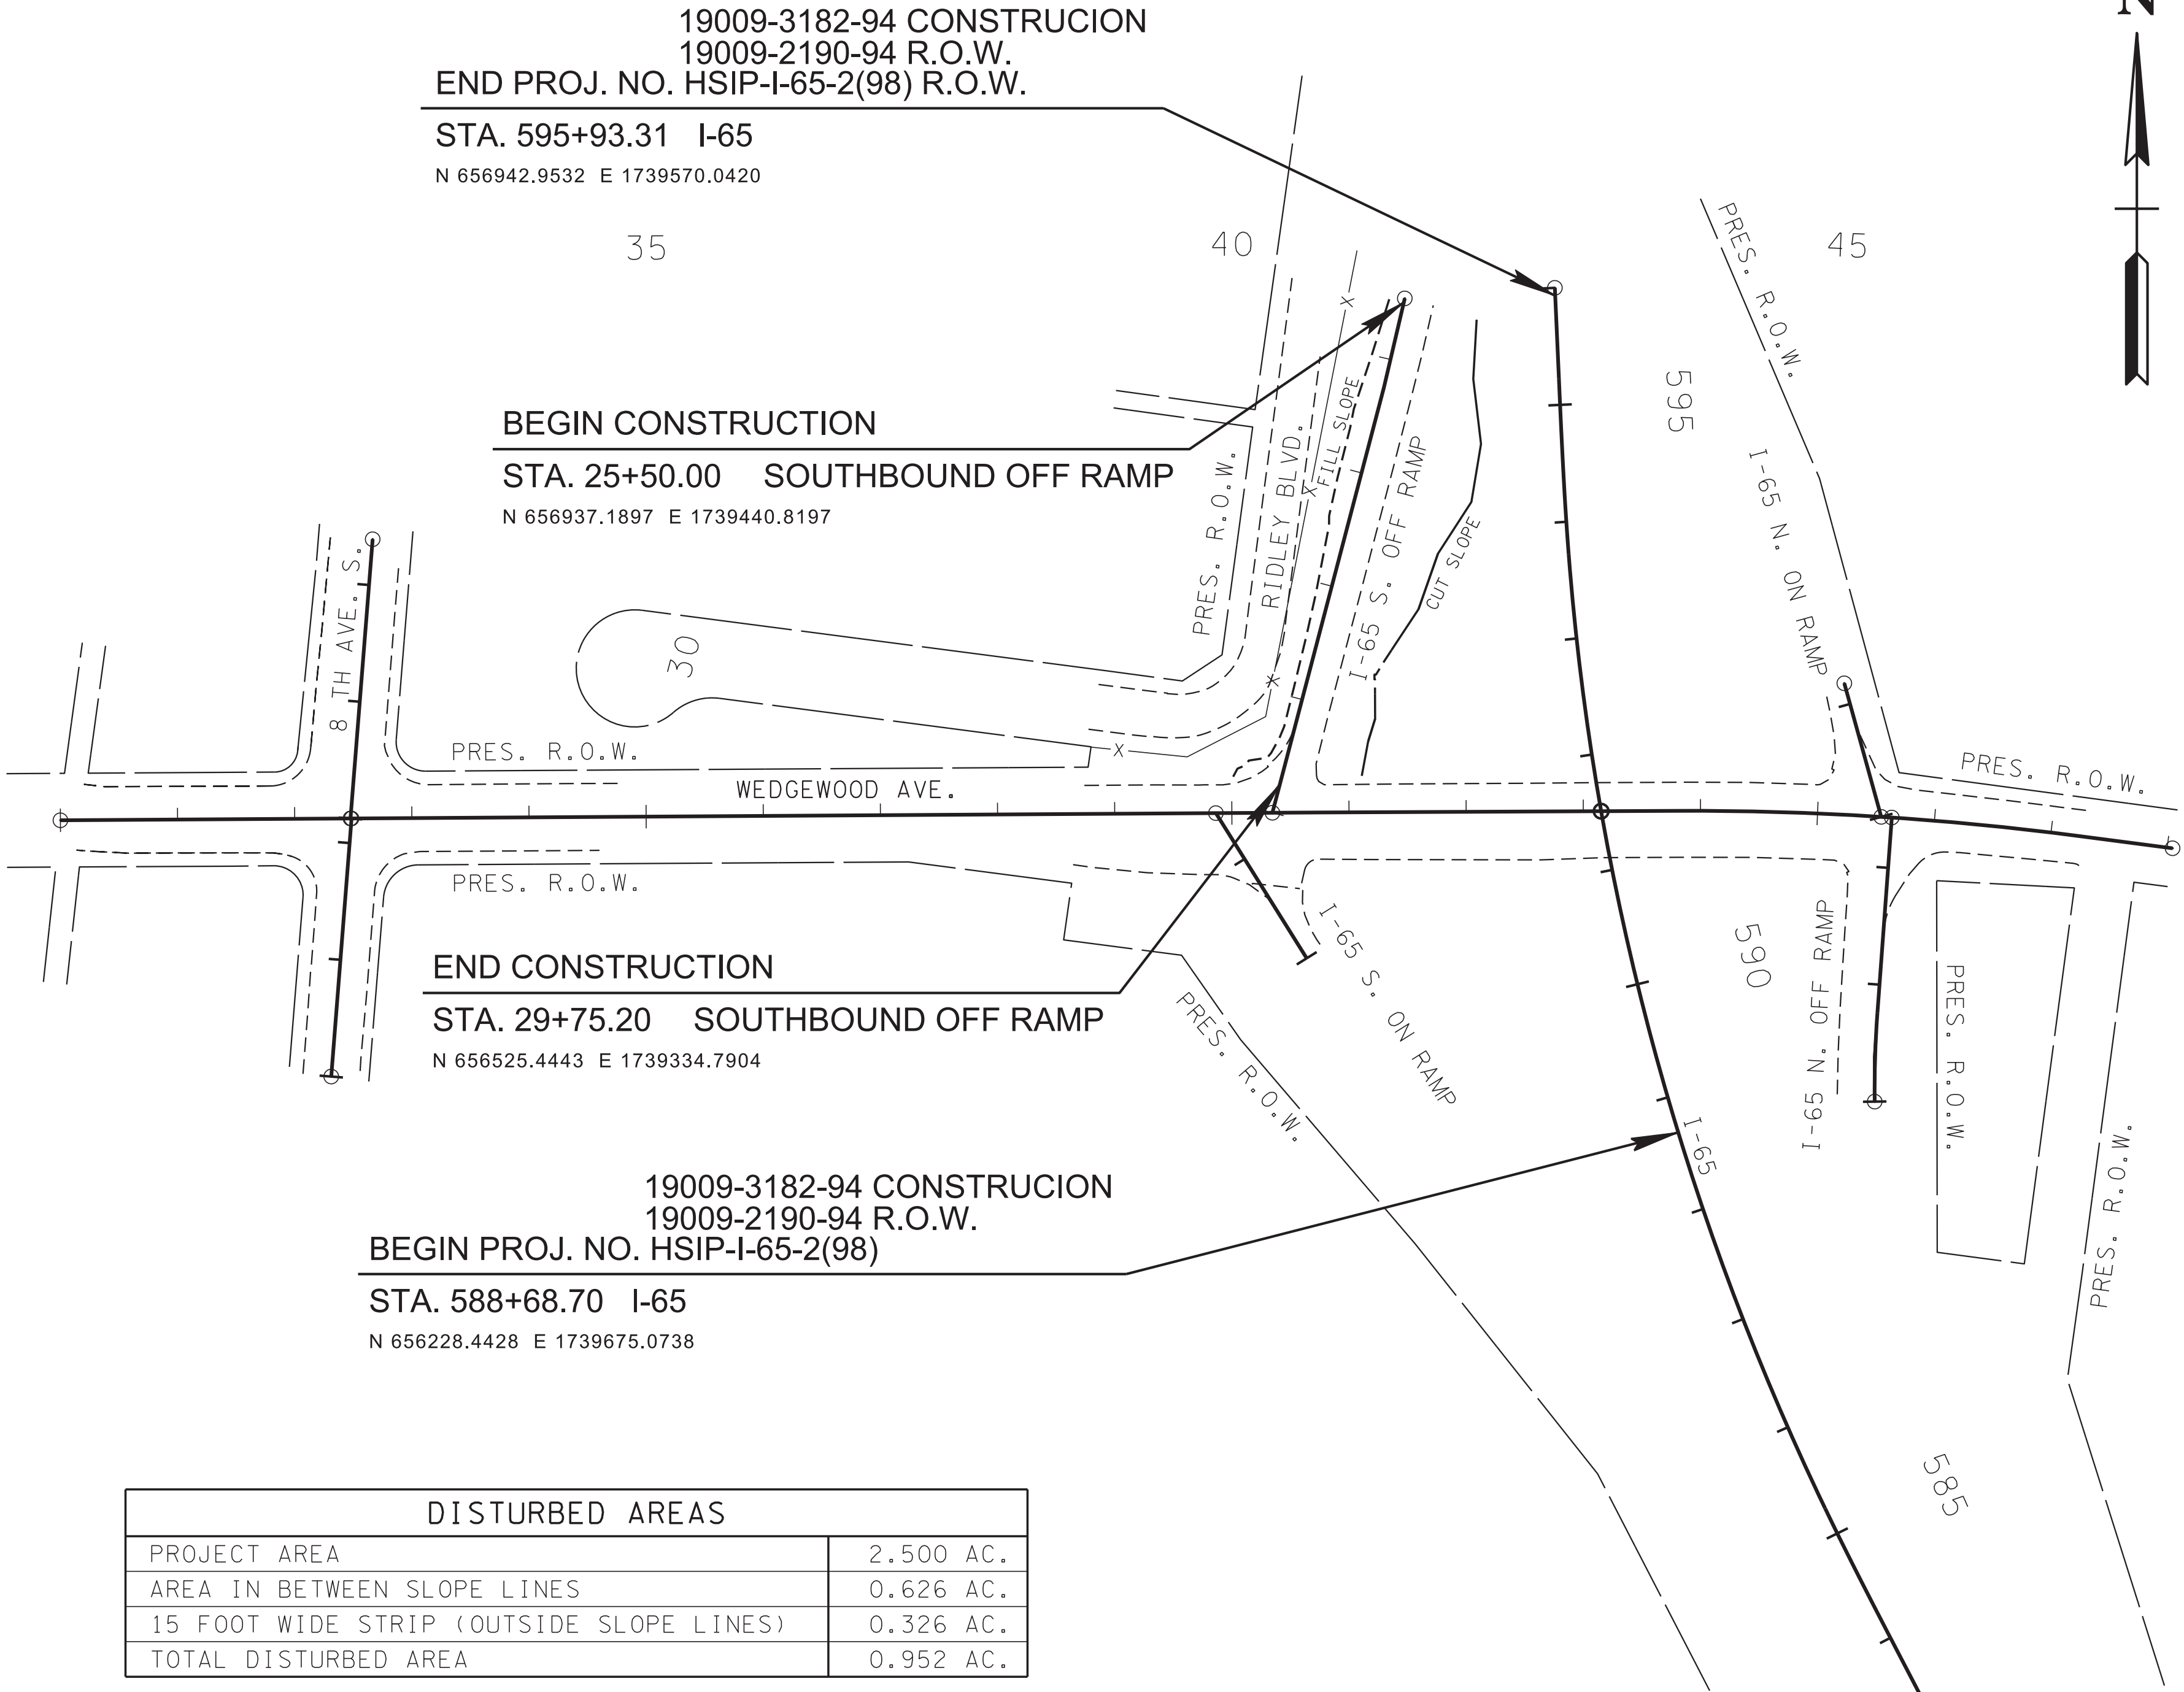 N
19009-3182-94 CONSTRUCION
19009-2190-94 R.O.W.
END PROJ. NO. HSIP-I-65-2(98) R.O.W.
STA. 595+93.31 I-65
N 656942.9532 E 1739570.0420
35
40
45
PRES. R.O.W.
595
BEGIN CONSTRUCTION
STA. 25+50.00 SOUTHBOUND OFF RAMP
N 656937.1897 E 1739440.8197
PRES. R.O.W.
RIDLEY BLVD.
X
X
X
X
FILL SLOPE
I-65 S. OFF RAMP
CUT SLOPE
I-65 N. ON RAMP
8 TH AVE. S.
30
PRES. R.O.W.
WEDGEWOOD AVE.
PRES. R.O.W.
PRES. R.O.W.
END CONSTRUCTION
STA. 29+75.20 SOUTHBOUND OFF RAMP
N 656525.4443 E 1739334.7904
PRES. R.O.W.
I-65 S. ON RAMP
590
I-65 N. OFF RAMP
PRES. R.O.W.
PRES. R.O.W.
I-65
19009-3182-94 CONSTRUCION
19009-2190-94 R.O.W.
BEGIN PROJ. NO. HSIP-I-65-2(98)
STA. 588+68.70 I-65
N 656228.4428 E 1739675.0738
585
DISTURBED AREAS
PROJECT AREA 2.500 AC.
AREA IN BETWEEN SLOPE LINES 0.626 AC.
15 FOOT WIDE STRIP (OUTSIDE SLOPE LINES) 0.326 AC.
TOTAL DISTURBED AREA 0.952 AC.